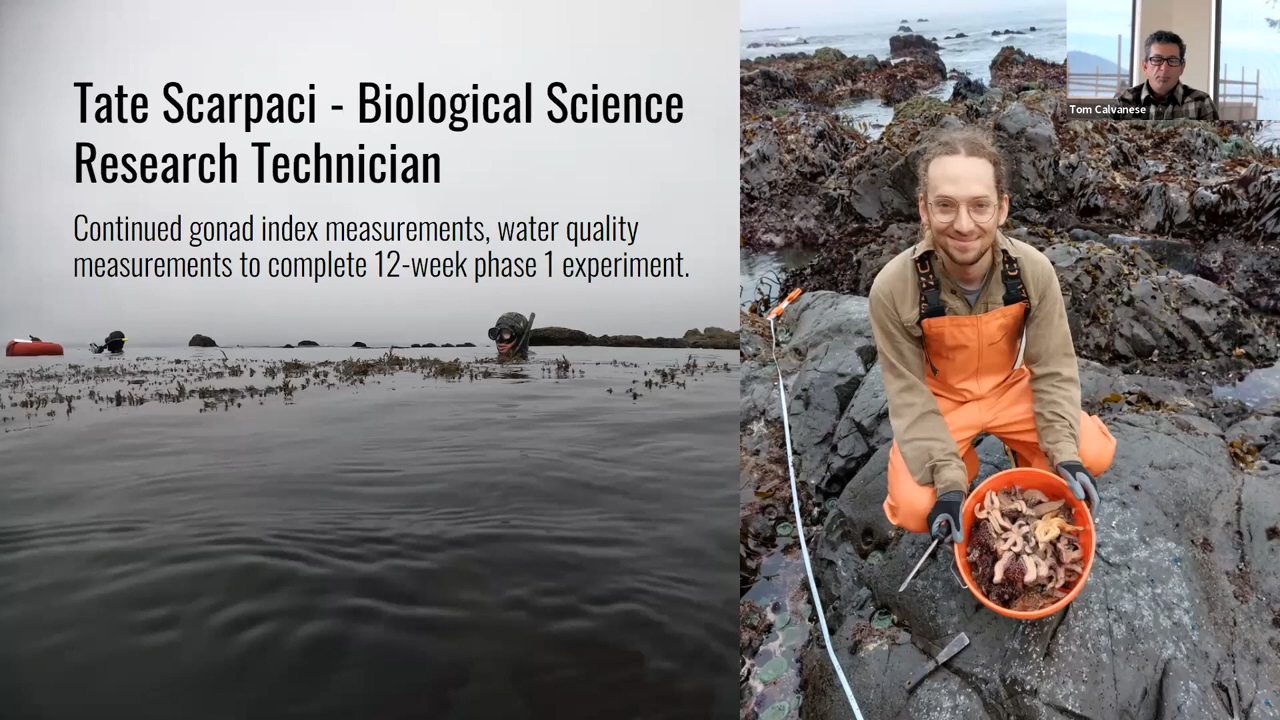 Tate Scarpaci - Biological Science
Research Technician
Continued gonad index measurements, water quality
measurements to complete 12-week phase 1 experiment.
Tom Calvanese